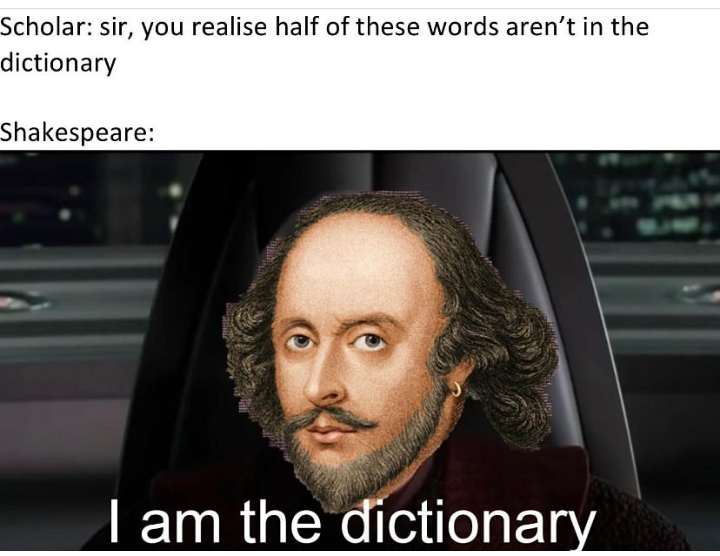 Scholar: sir, you realise half of these words aren’t in the
dictionary
Shakespeare:
I am the dictionary